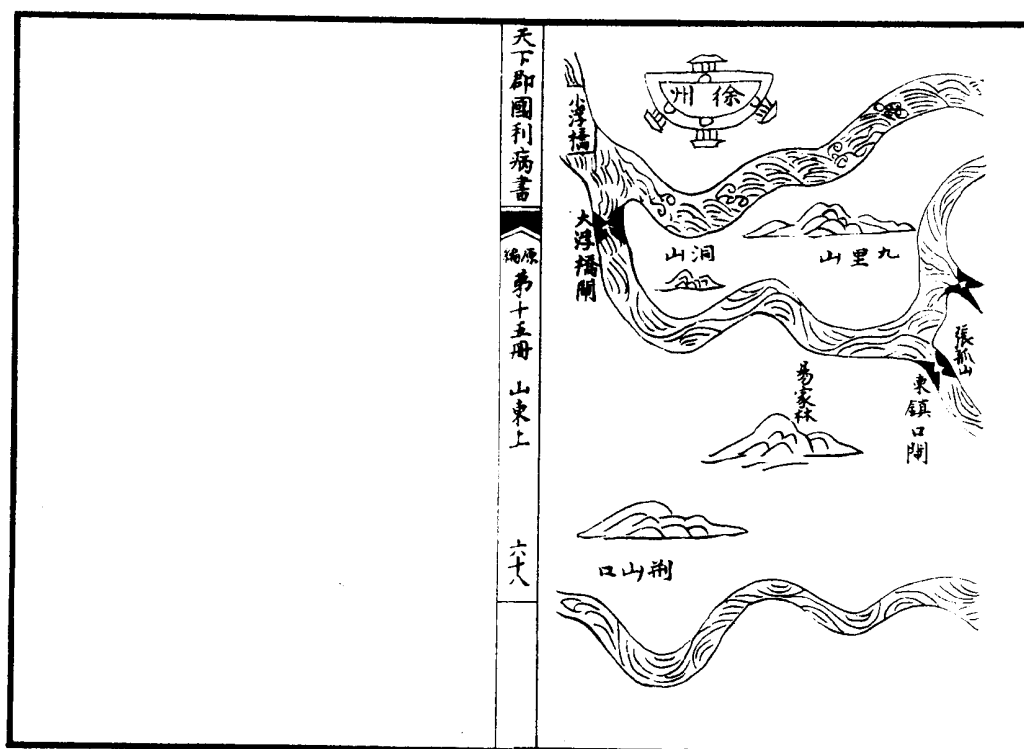 徐州
九里山
洞山
小浮橋
大浮橋閘
張孤山
東鎮口閘
昜家林
荆山口
天下郡國利病書
原編
第十五冊
山東上
六十八